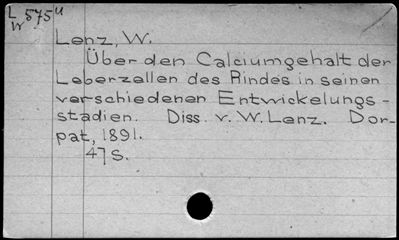 L 575u
W
Lenz, W.
Über den Calciumgehalt der
Leberzellen des Rindes in seinen
verschiedenen Entwickelungs-
stadien. Diss. v. W. Lenz. Dor-
pat, 1891.
47 S.